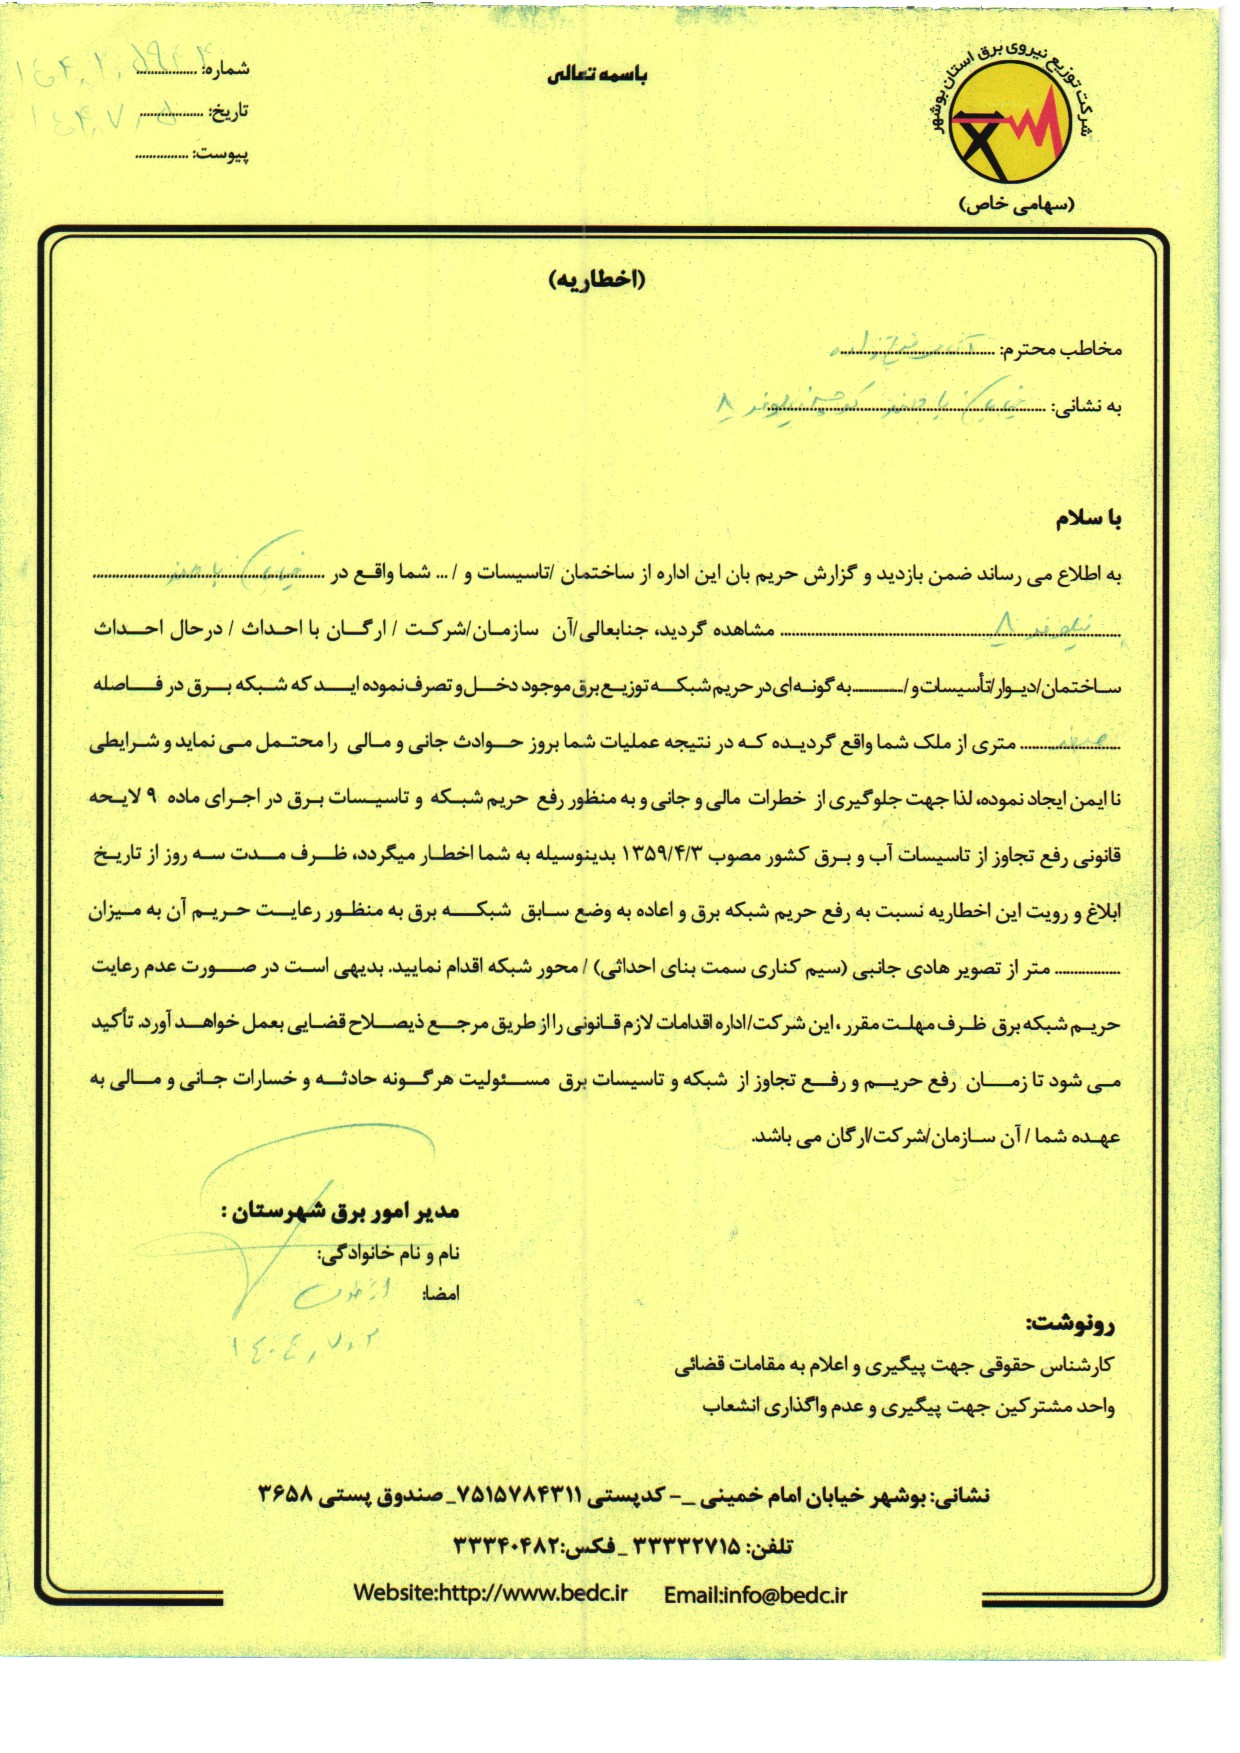 شرکت توزیع نیروی برق استان بوشهر
(سهامی خاص)
باسمه تعالی
شماره: ................
تاریخ: ................
پیوست: ...............
(اخطاریه)
مخاطب محترم: ........................................
به نشانی: خیابان ... ۸
با سلام
به اطلاع می رساند ضمن بازدید و گزارش حریم بان این اداره از ساختمان /تاسیسات و /... شما واقع در خیابان
۸ مشاهده گردید، جنابعالی/آن سازمان/شرکت / ارگان با احداث / درحال احداث
ساختمان/دیوار/تأسیسات و /............به گونه ای در حریم شبکه توزیع برق موجود دخل و تصرف نموده اید که شبکه برق در فاصله
صفر متری از ملک شما واقع گردیده که در نتیجه عملیات شما بروز حوادث جانی و مالی را محتمل می نماید و شرایطی
نا ایمن ایجاد نموده، لذا جهت جلوگیری از خطرات مالی و جانی و به منظور رفع حریم شبکه و تاسیسات برق در اجرای ماده ۹ لایحه
قانونی رفع تجاوز از تاسیسات آب و برق کشور مصوب ۱۳۵۹/۴/۳ بدینوسیله به شما اخطار میگردد، ظرف مدت سه روز از تاریخ
ابلاغ و رویت این اخطاریه نسبت به رفع حریم شبکه برق و اعاده به وضع سابق شبکه برق به منظور رعایت حریم آن به میزان
................ متر از تصویر هادی جانبی (سیم کناری سمت بنای احداثی) / محور شبکه اقدام نمایید. بدیهی است در صورت عدم رعایت
حریم شبکه برق ظرف مهلت مقرر ،این شرکت/اداره اقدامات لازم قانونی را از طریق مرجع ذیصلاح قضایی بعمل خواهد آورد. تأکید
می شود تا زمان رفع حریم و رفع تجاوز از شبکه و تاسیسات برق مسئولیت هرگونه حادثه و خسارات جانی و مالی به
عهده شما / آن سازمان/شرکت/ارگان می باشد.
مدیر امور برق شهرستان :
نام و نام خانوادگی:
امضا: از طرف
۱۴۰۴,۷,۲
رونوشت:
کارشناس حقوقی جهت پیگیری و اعلام به مقامات قضائی
واحد مشترکین جهت پیگیری و عدم واگذاری انشعاب
نشانی: بوشهر خیابان امام خمینی _- کدپستی ۷۵۱۵۷۸۴۳۱۱_ صندوق پستی ۳۶۵۸
تلفن: ۳۳۳۳۲۷۱۵ _ فکس:۳۳۳۴۰۴۸۲
Website:http://www.bedc.ir Email:info@bedc.ir